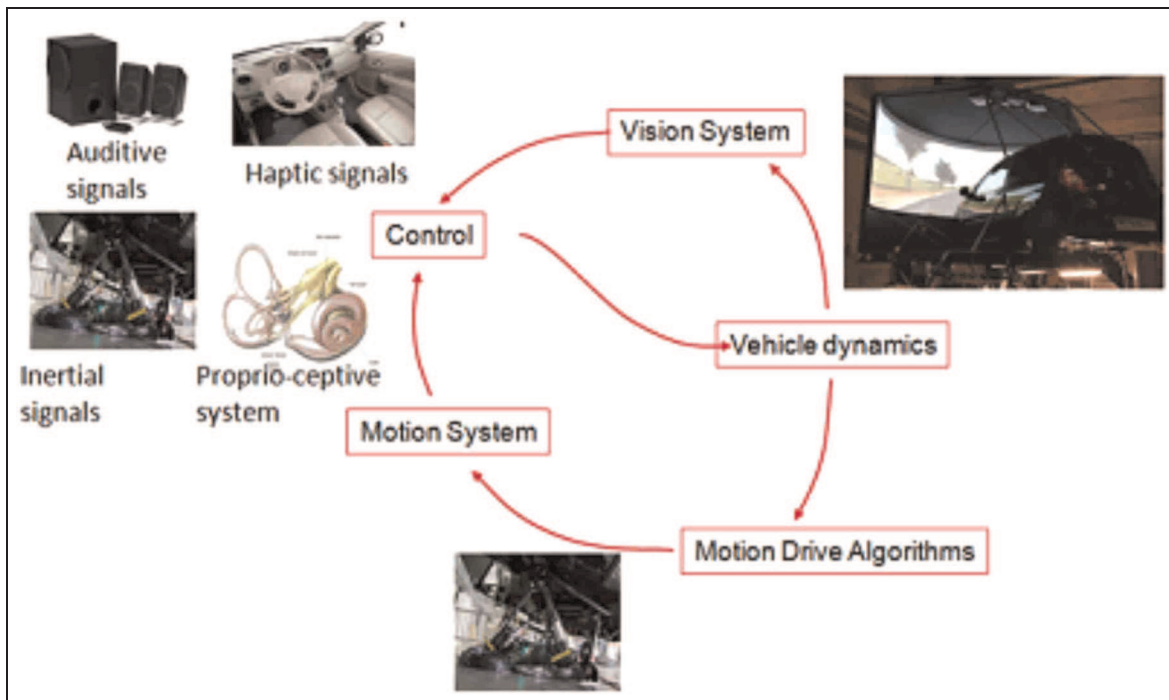 Auditive
signals
Haptic signals
Vision System
Control
Vehicle dynamics
Inertial
signals
Proprio-ceptive
system
Motion System
Motion Drive Algorithms